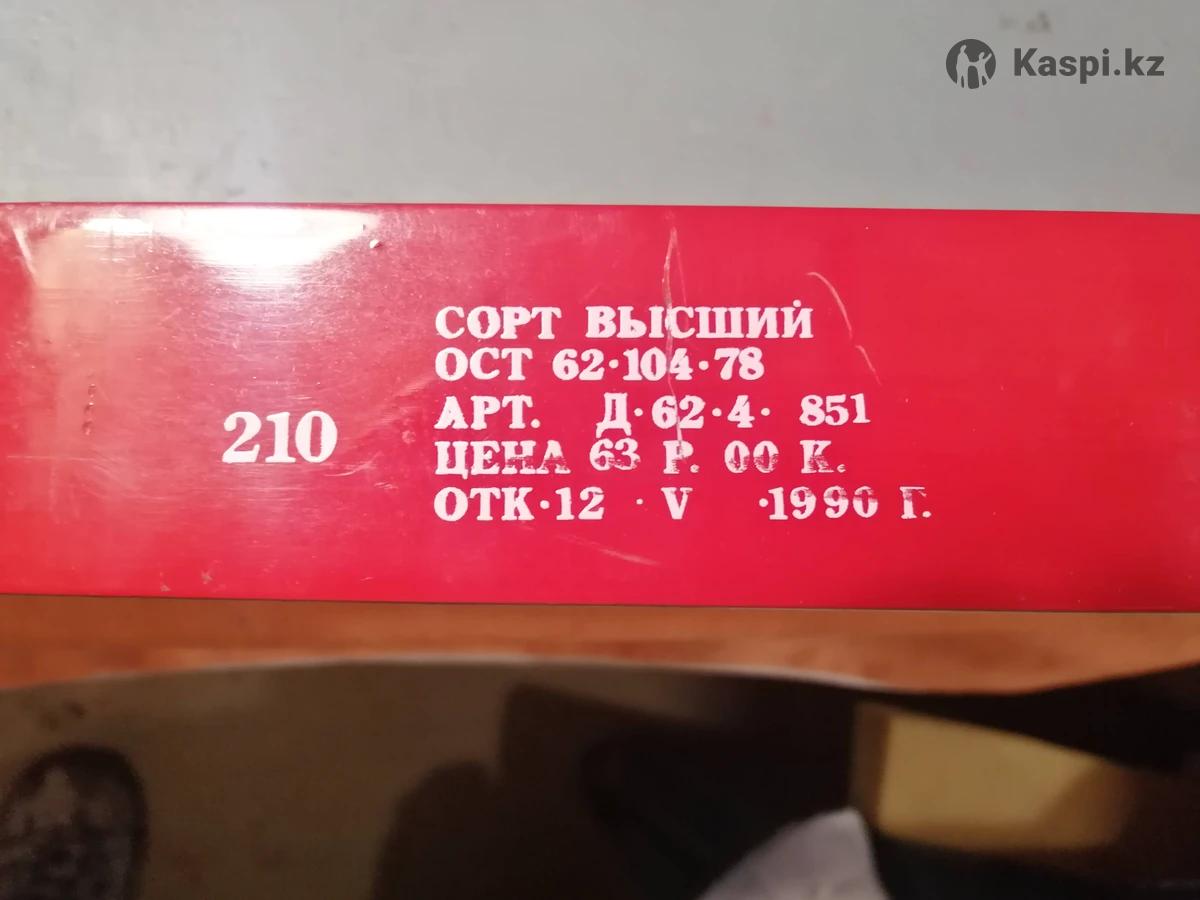 Kaspi.kz
СОРТ ВЫСШИЙ
ОСТ 62·104·78
АРТ. Д·62·4· 851
210
ЦЕНА 63 Р. 00 К.
ОТК·12 · V ·1990 Г.